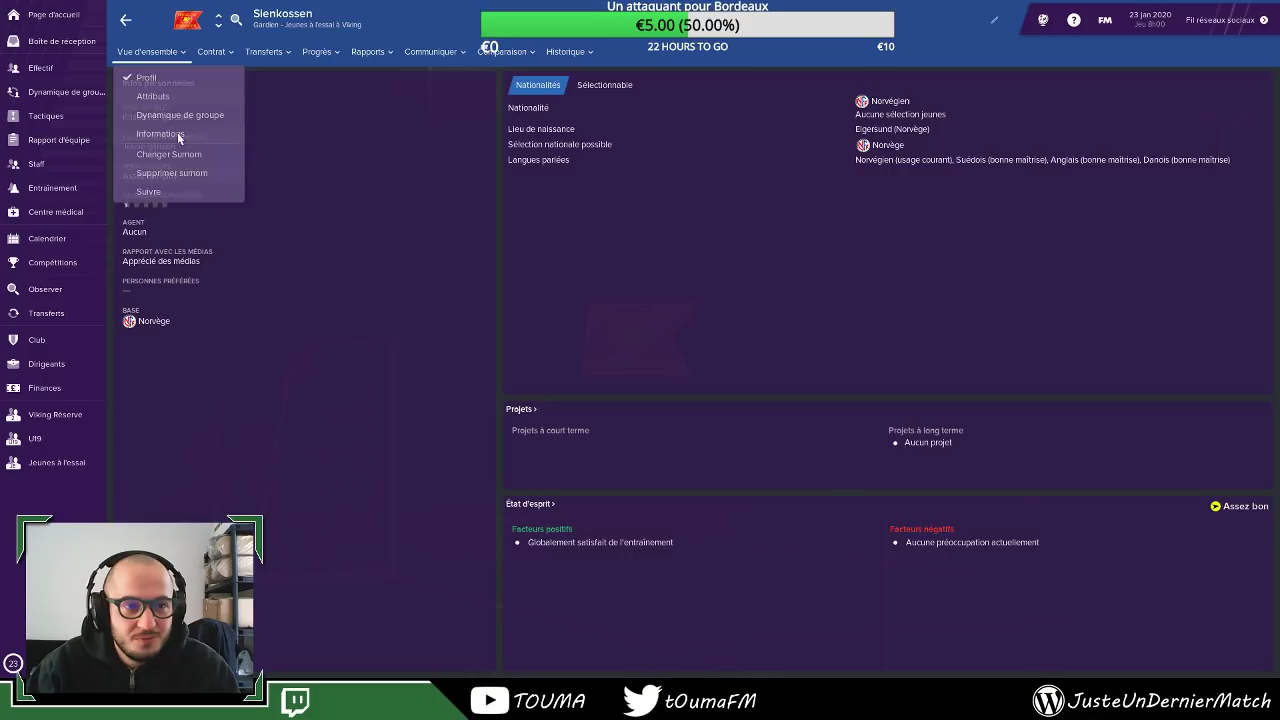 Page d'accueil
Boîte de réception
Effectif
Dynamique de grou...
Tactiques
Rapport d'équipe
Staff
Entraînement
Centre médical
Calendrier
Compétitions
Observer
Transferts
Club
Dirigeants
Finances
Viking Réserve
U19
Jeunes à l'essai
23
Slenkossen
Garden - Jeunes à l'essai à Viking
Un attaquant pour Bordeaux
€5.00 (50.00%)
€0
22 HOURS TO GO
€10
FM
23 jan 2020
Jeu 8h00
Fil réseaux sociaux
Vue d'ensemble
Contrat
Transferts
Progrès
Rapports
Communiquer
Comparaison
Historique
Profil
Infos personnelles
Attributs
Dynamique de groupe
Informations
Changer Surnom
Supprimer surnom
Suivre
AGENT
Aucun
RAPPORT AVEC LES MÉDIAS
Apprécié des médias
PERSONNES PRÉFÉRÉES
---
BASE
Norvège
Nationalités
Sélectionnable
Nationalité
Norvégien
Aucune sélection jeunes
Lieu de naissance
Eigersund (Norvège)
Sélection nationale possible
Norvège
Langues parlées
Norvégien (usage courant), Suédois (bonne maîtrise), Anglais (bonne maîtrise), Danois (bonne maîtrise)
Projets
Projets à court terme
Projets à long terme
Aucun projet
État d'esprit
Assez bon
Facteurs positifs
Globalement satisfait de l'entraînement
Facteurs négatifs
Aucune préoccupation actuellement
TOUMA
tOumaFM
JusteUnDernierMatch